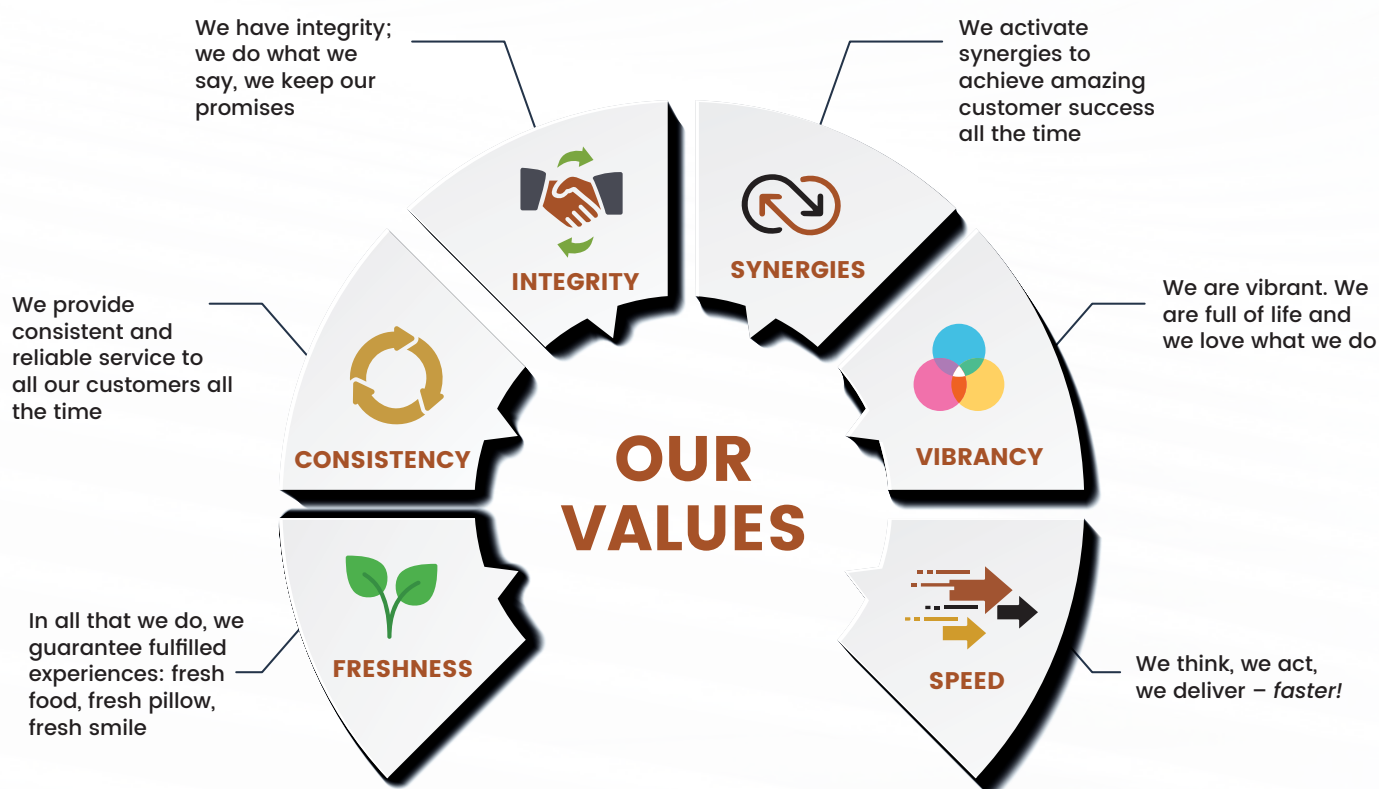 We have integrity;
we do what we
say, we keep our
promises
We activate
synergies to
achieve amazing
customer success
all the time
INTEGRITY
SYNERGIES
We provide
consistent and
reliable service to
all our customers all
the time
We are vibrant. We
are full of life and
we love what we do
CONSISTENCY
VIBRANCY
OUR
VALUES
In all that we do, we
guarantee fulfilled
experiences: fresh
food, fresh pillow,
fresh smile
FRESHNESS
SPEED
We think, we act,
we deliver – faster!